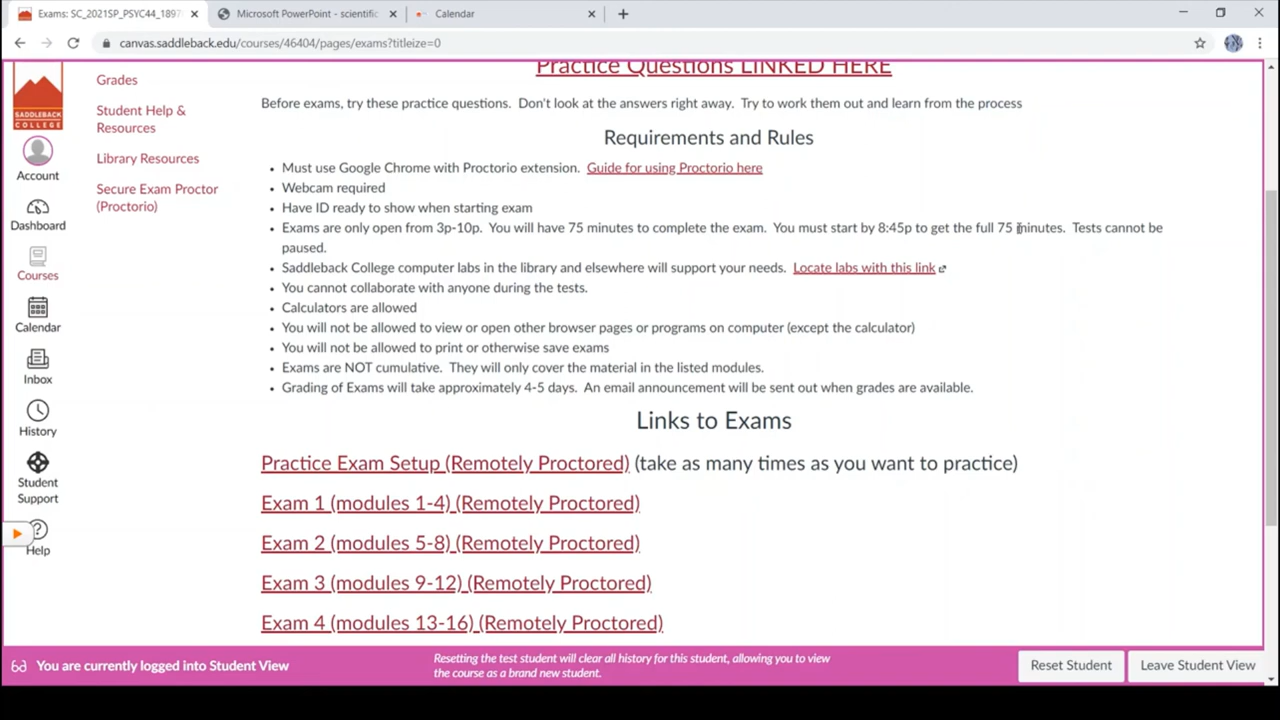 Exams: SC_2021SP_PSYC44_1897
Microsoft PowerPoint - scientific
Calendar
canvas.saddleback.edu/courses/46404/pages/exams?titleize=0
SADDLEBACK
COLLEGE
Account
Dashboard
Courses
Calendar
Inbox
History
Student
Support
Help
Grades
Student Help &
Resources
Library Resources
Secure Exam Proctor
(Proctorio)
Practice Questions LINKED HERE
Before exams, try these practice questions. Don't look at the answers right away. Try to work them out and learn from the process
Requirements and Rules
• Must use Google Chrome with Proctorio extension. Guide for using Proctorio here
• Webcam required
• Have ID ready to show when starting exam
• Exams are only open from 3p-10p. You will have 75 minutes to complete the exam. You must start by 8:45p to get the full 75 minutes. Tests cannot be
paused.
• Saddleback College computer labs in the library and elsewhere will support your needs. Locate labs with this link
• You cannot collaborate with anyone during the tests.
• Calculators are allowed
• You will not be allowed to view or open other browser pages or programs on computer (except the calculator)
• You will not be allowed to print or otherwise save exams
• Exams are NOT cumulative. They will only cover the material in the listed modules.
• Grading of Exams will take approximately 4-5 days. An email announcement will be sent out when grades are available.
Links to Exams
Practice Exam Setup (Remotely Proctored) (take as many times as you want to practice)
Exam 1 (modules 1-4) (Remotely Proctored)
Exam 2 (modules 5-8) (Remotely Proctored)
Exam 3 (modules 9-12) (Remotely Proctored)
Exam 4 (modules 13-16) (Remotely Proctored)
You are currently logged into Student View
Resetting the test student will clear all history for this student, allowing you to view
the course as a brand new student.
Reset Student
Leave Student View